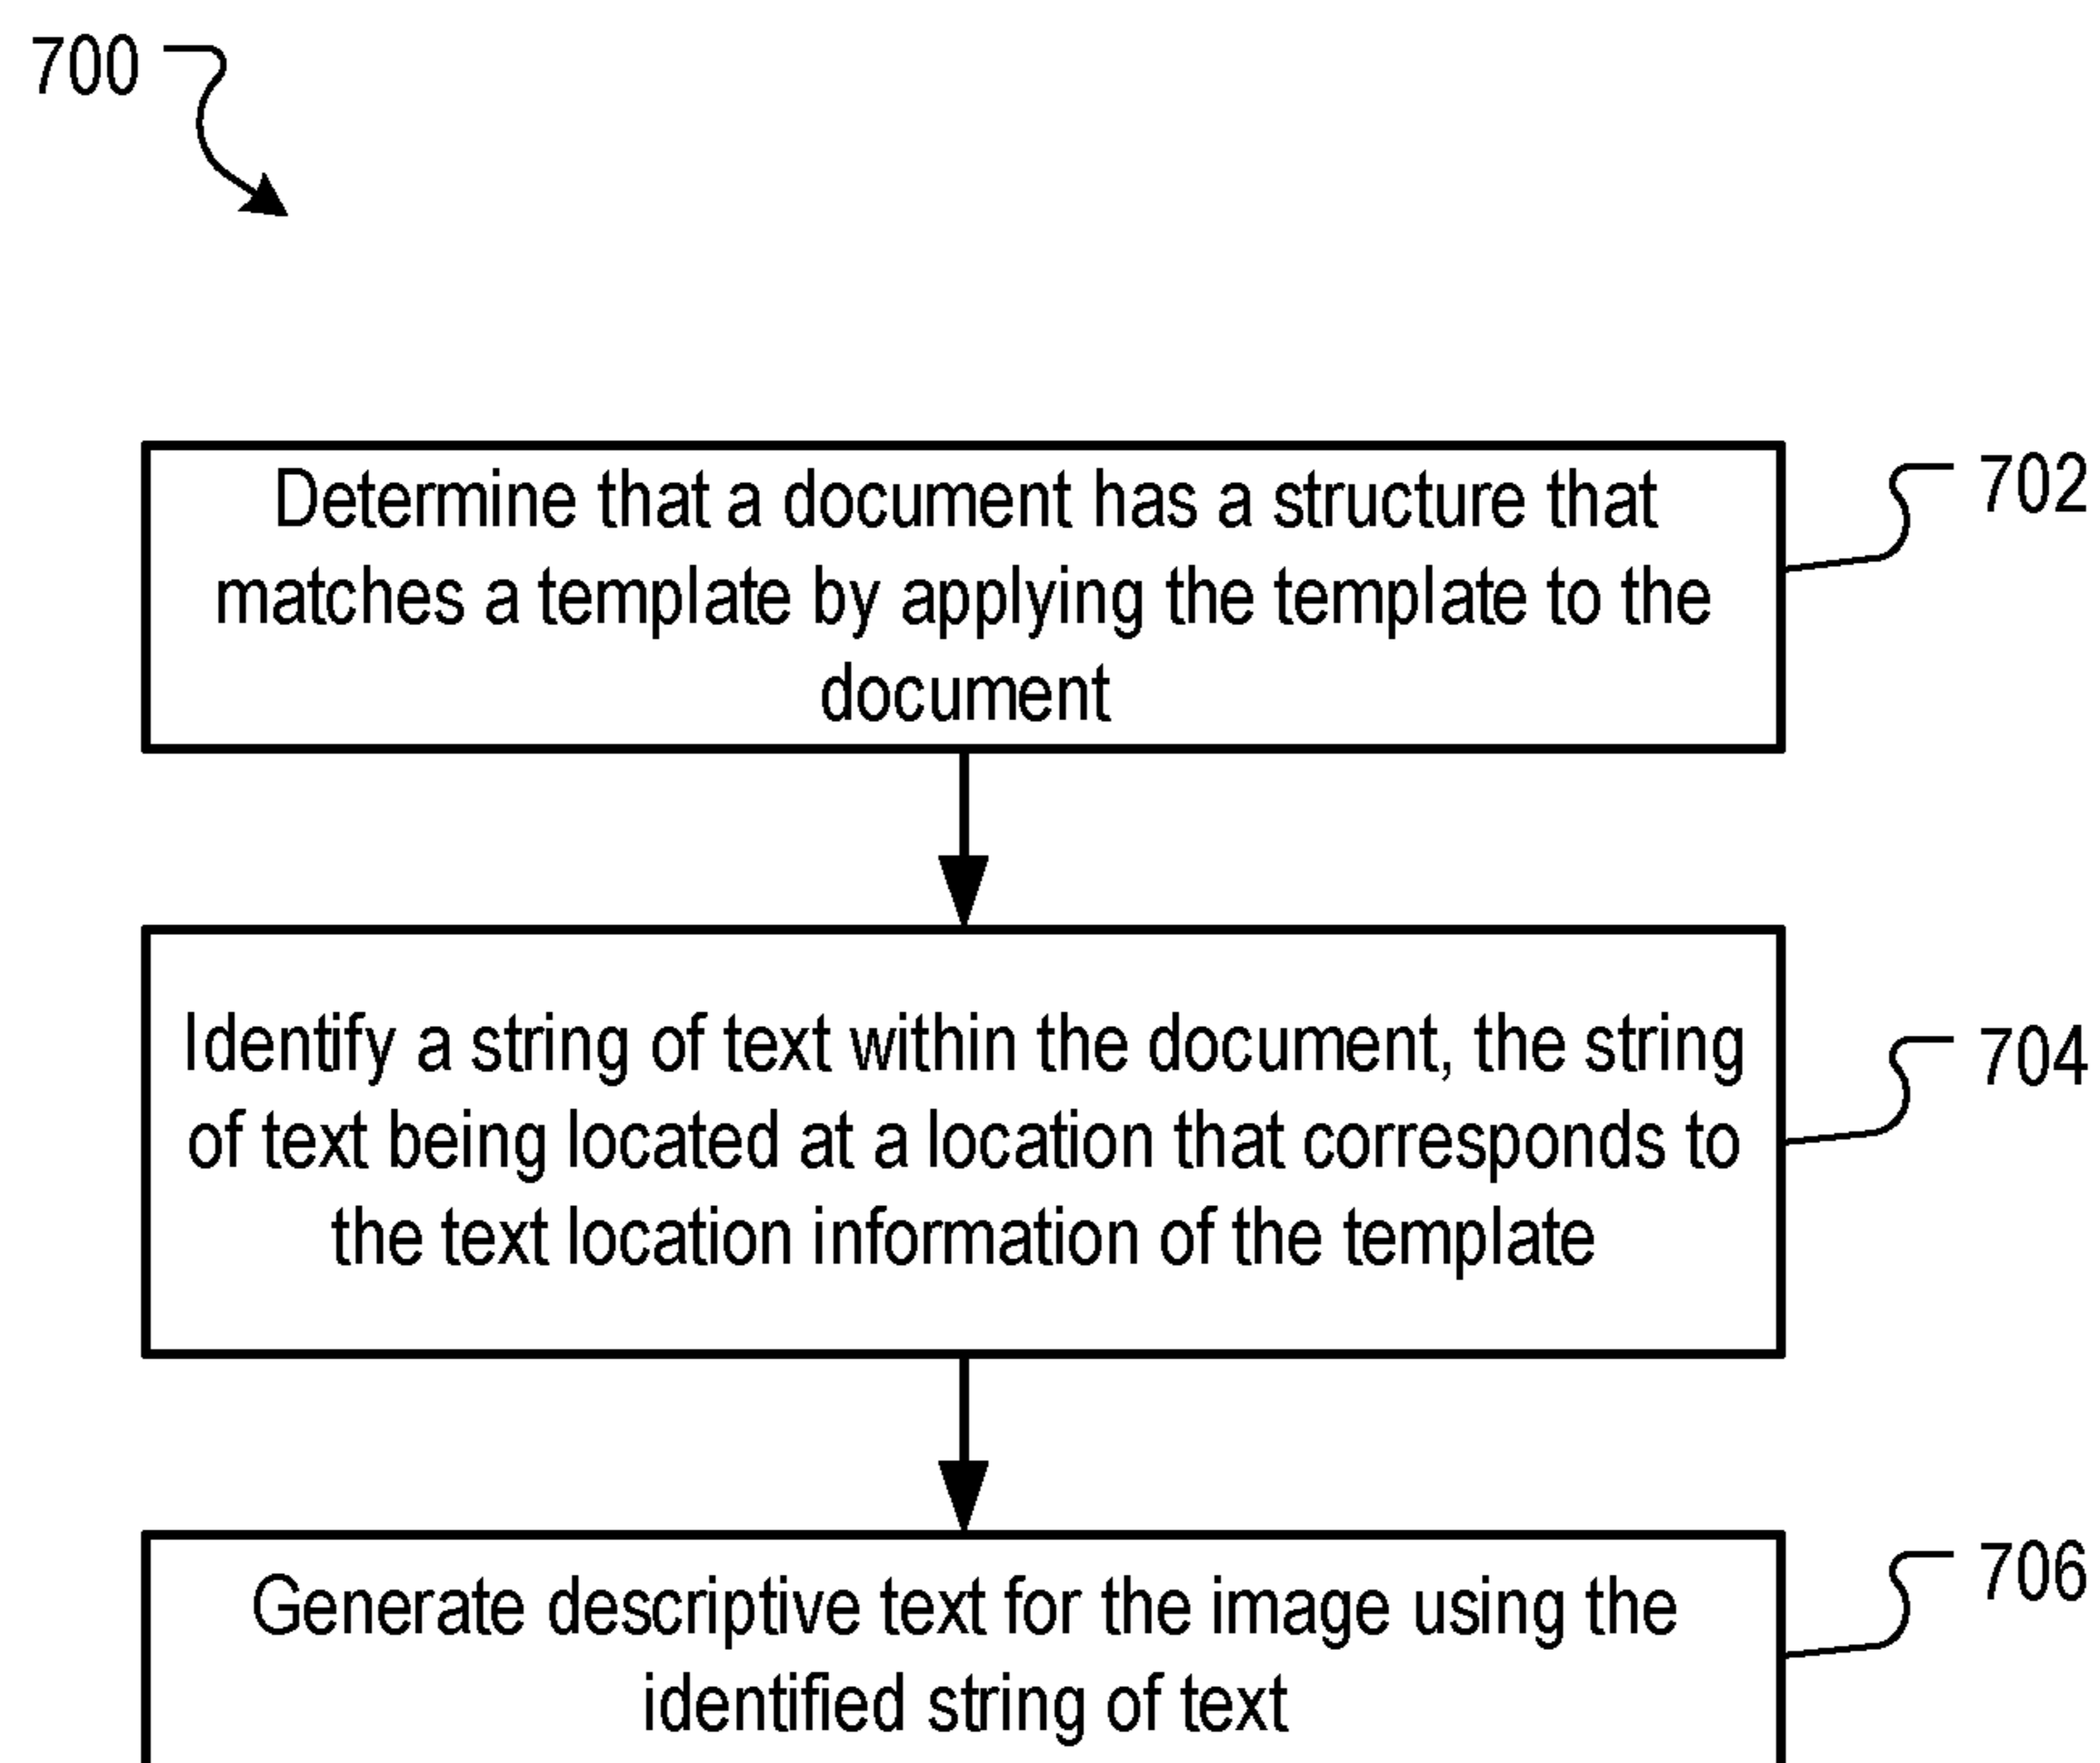 700
Determine that a document has a structure that
matches a template by applying the template to the
document
702
Identify a string of text within the document, the string
of text being located at a location that corresponds to
the text location information of the template
704
Generate descriptive text for the image using the
identified string of text
706